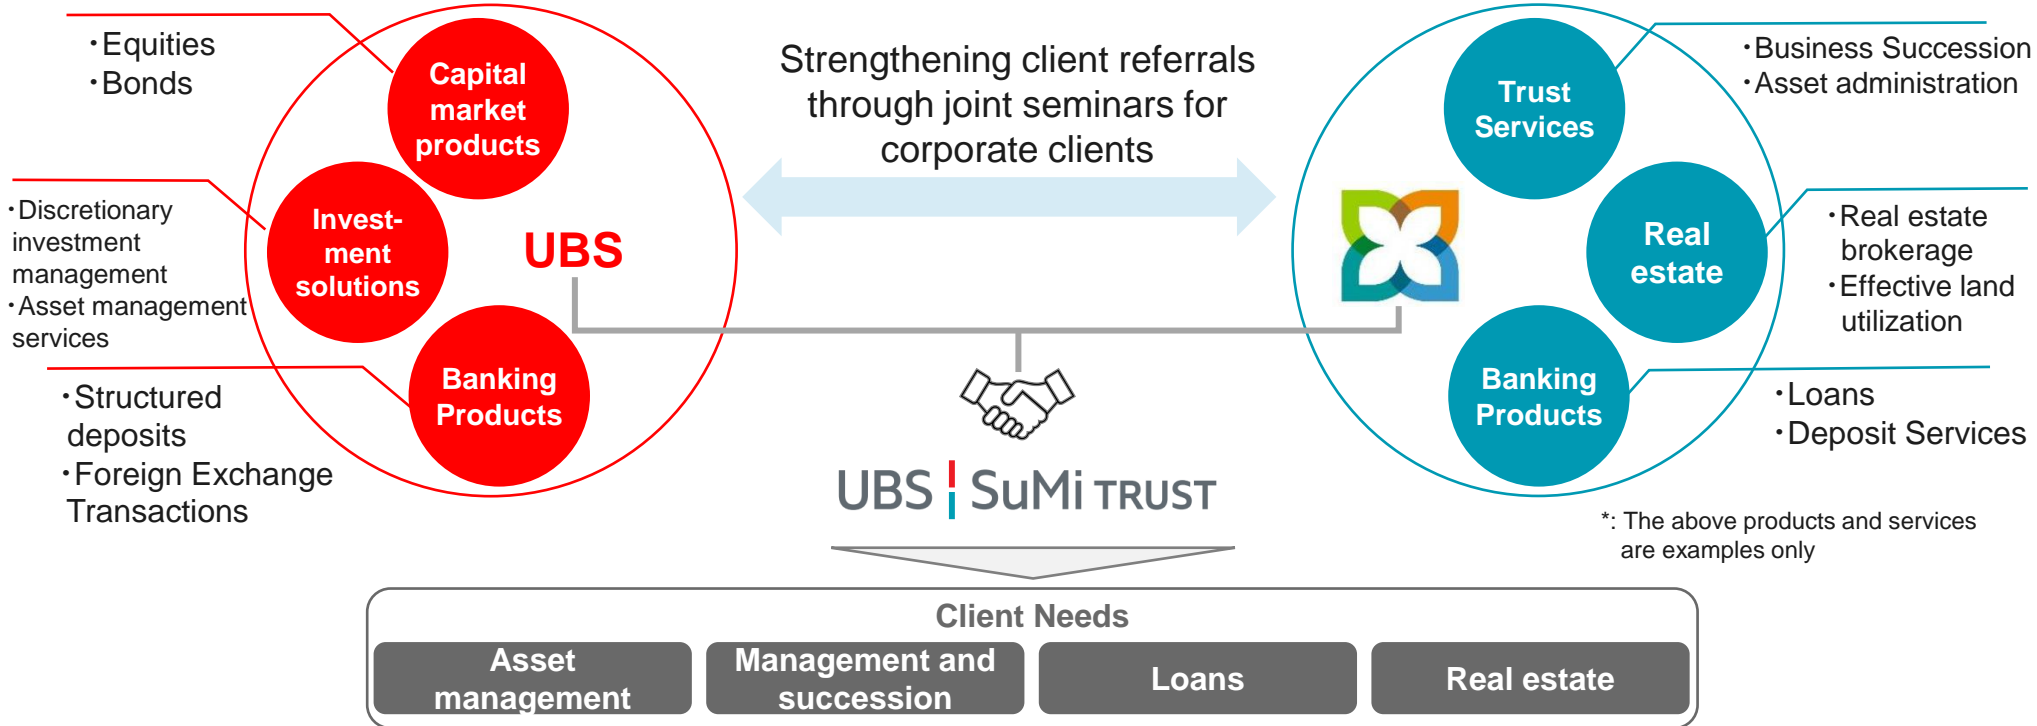 ・Equities
・Bonds
Capital
market
products
・Discretionary
investment
management
・Asset management
services
Invest-
ment
solutions
UBS
・Structured
deposits
・Foreign Exchange
Transactions
Banking
Products
Strengthening client referrals
through joint seminars for
corporate clients
Trust
Services
・Business Succession
・Asset administration
Real
estate
・Real estate
brokerage
・Effective land
utilization
Banking
Products
・Loans
・Deposit Services
*: The above products and services
are examples only
UBS SuMi TRUST
Client Needs
Asset
management
Management and
succession
Loans
Real estate